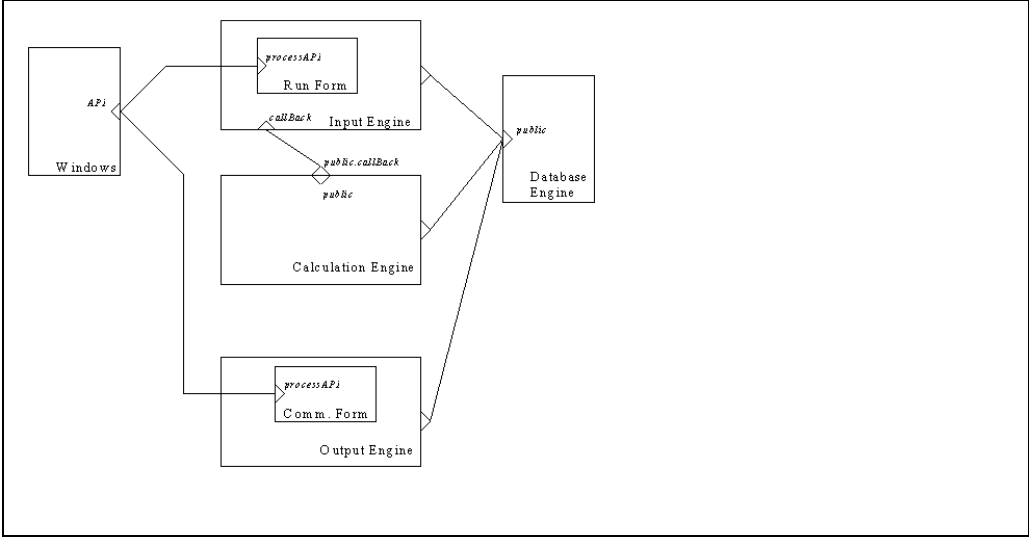 processAPi
Run Form
APi
callBack
Input Engine
public
Windows
public.callBack
Database
Engine
public
Calculation Engine
processAPi
Comm. Form
Output Engine